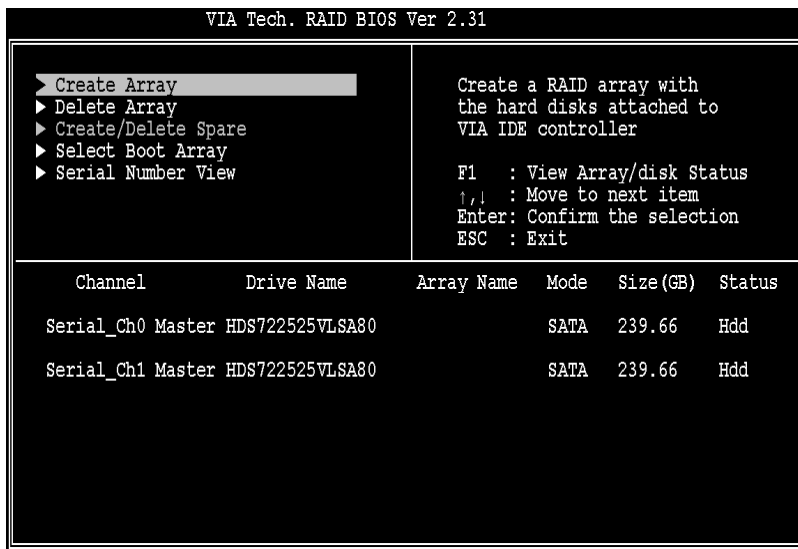 VIA Tech. RAID BIOS Ver 2.31
Create Array
Delete Array
Create/Delete Spare
Select Boot Array
Serial Number View
Create a RAID array with
the hard disks attached to
VIA IDE controller
F1 : View Array/disk Status
↑,↓ : Move to next item
Enter: Confirm the selection
ESC : Exit
Channel Drive Name Array Name Mode Size(GB) Status
Serial_Ch0 Master HDS722525VLSA80 SATA 239.66 Hdd
Serial_Ch1 Master HDS722525VLSA80 SATA 239.66 Hdd